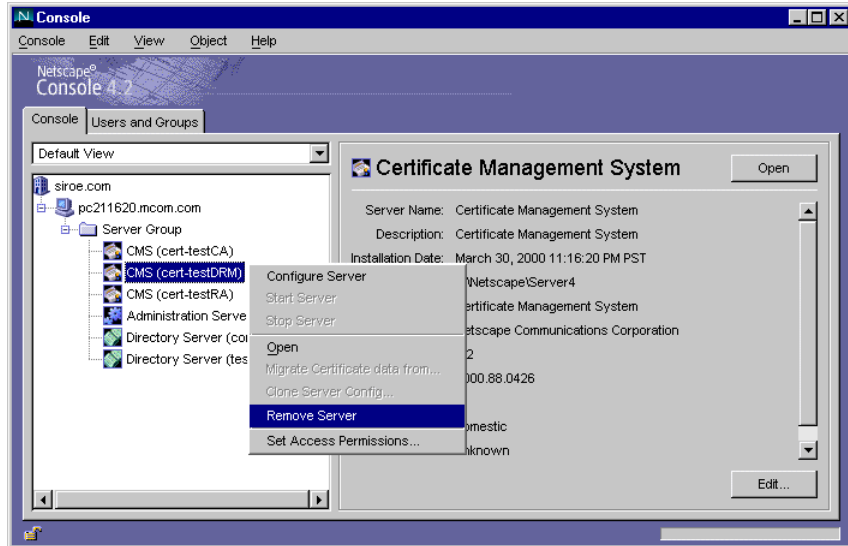 Console
Console Edit View Object Help
Netscape®
Console 4.2
Console Users and Groups
Default View
siroe.com
pc211620.mcom.com
Server Group
CMS (cert-testCA)
CMS (cert-testDRM)
CMS (cert-testRA)
Administration Serve
Directory Server (co
Directory Server (tes
Configure Server
Start Server
Stop Server
Open
Migrate Certificate data from...
Clone Server Config...
Remove Server
Set Access Permissions...
Certificate Management System
Open
Server Name: Certificate Management System
Description: Certificate Management System
Installation Date: March 30, 2000 11:16:20 PM PST
/Netscape\Server4
ertificate Management System
etscape Communications Corporation
2
000.88.0426
omestic
nknown
Edit...